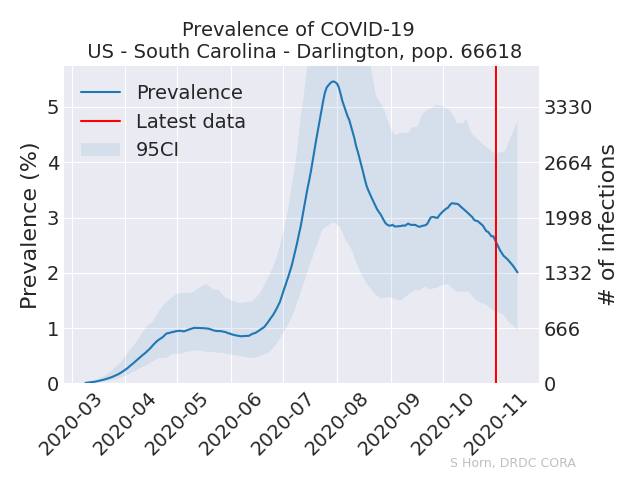 Prevalence of COVID-19
US - South Carolina - Darlington, pop. 66618
Prevalence
Latest data
95CI
Prevalence (%)
5
4
3
2
1
0
3330
2664
1998
1332
666
0
# of infections
2020-03
2020-04
2020-05
2020-06
2020-07
2020-08
2020-09
2020-10
2020-11
S Horn, DRDC CORA